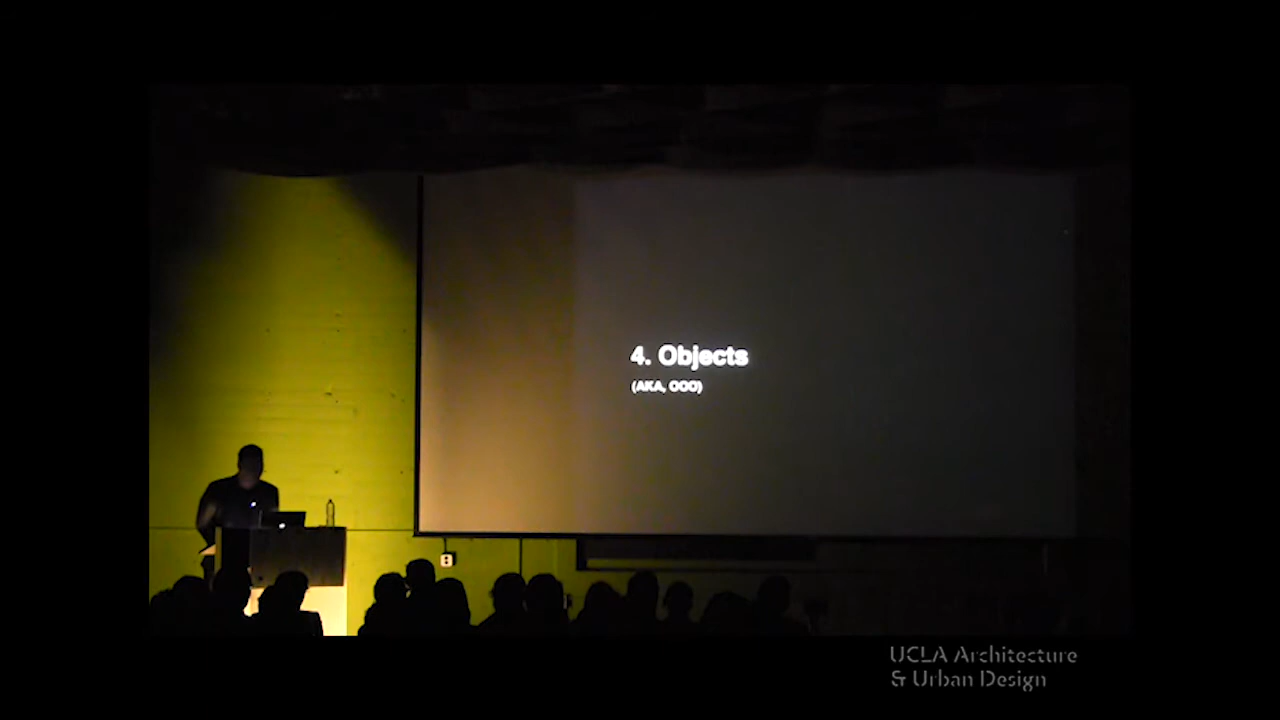 4. Objects
(AKA, OOO)
UCLA Architecture
& Urban Design